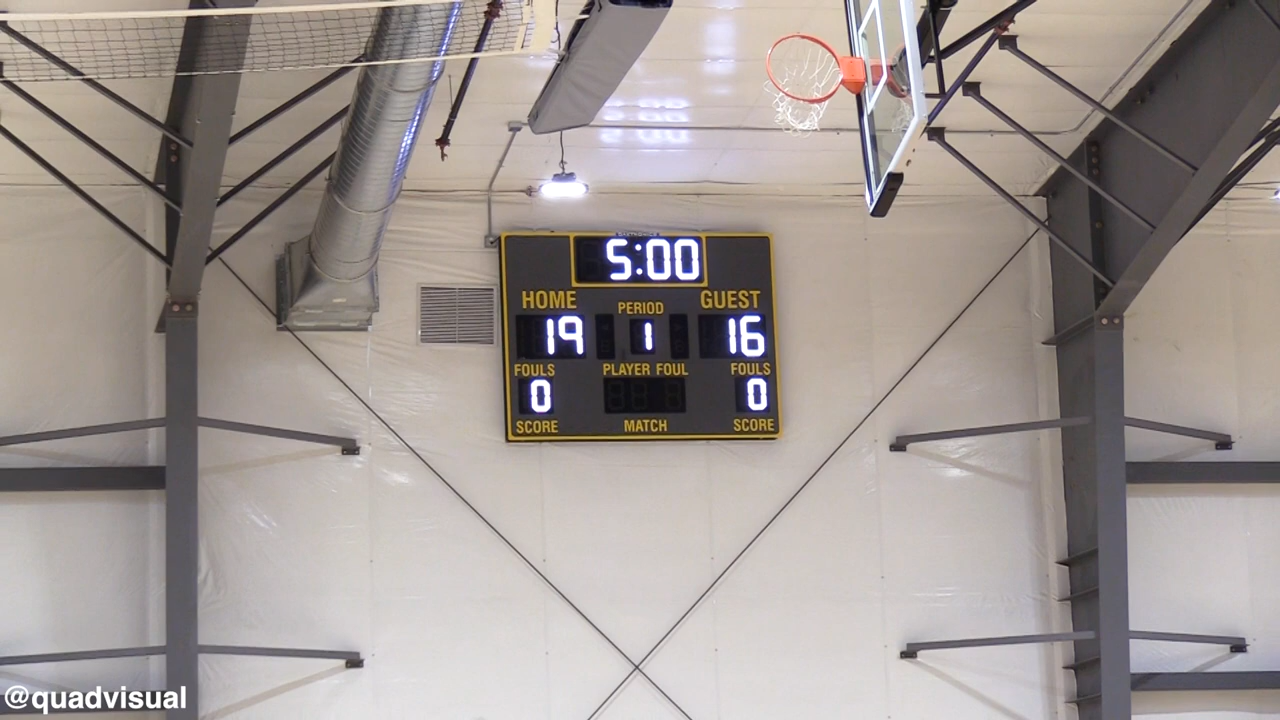 5:00
HOME PERIOD GUEST
19 1 16
FOULS PLAYER FOUL FOULS
0 0
SCORE MATCH SCORE
@quadvisual